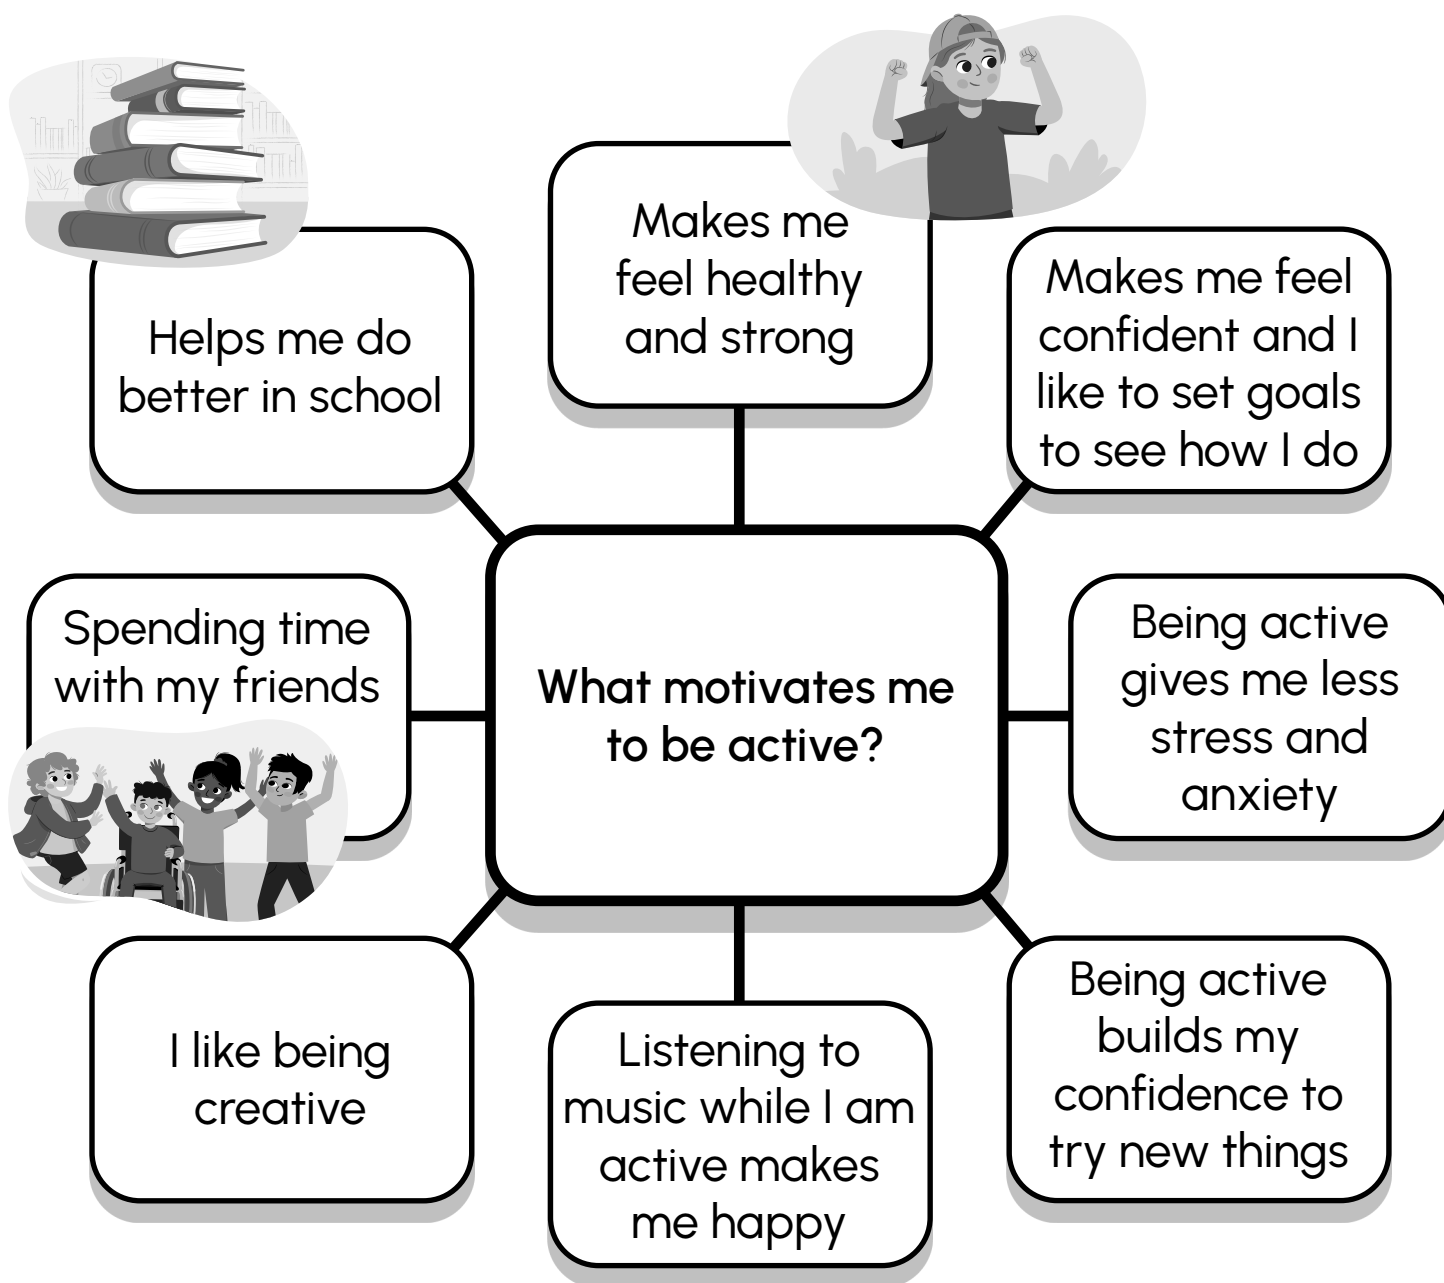 Makes me
feel healthy
and strong
Helps me do
better in school
Makes me feel
confident and I
like to set goals
to see how I do
Spending time
with my friends
What motivates me
to be active?
Being active
gives me less
stress and
anxiety
I like being
creative
Listening to
music while I am
active makes
me happy
Being active
builds my
confidence to
try new things